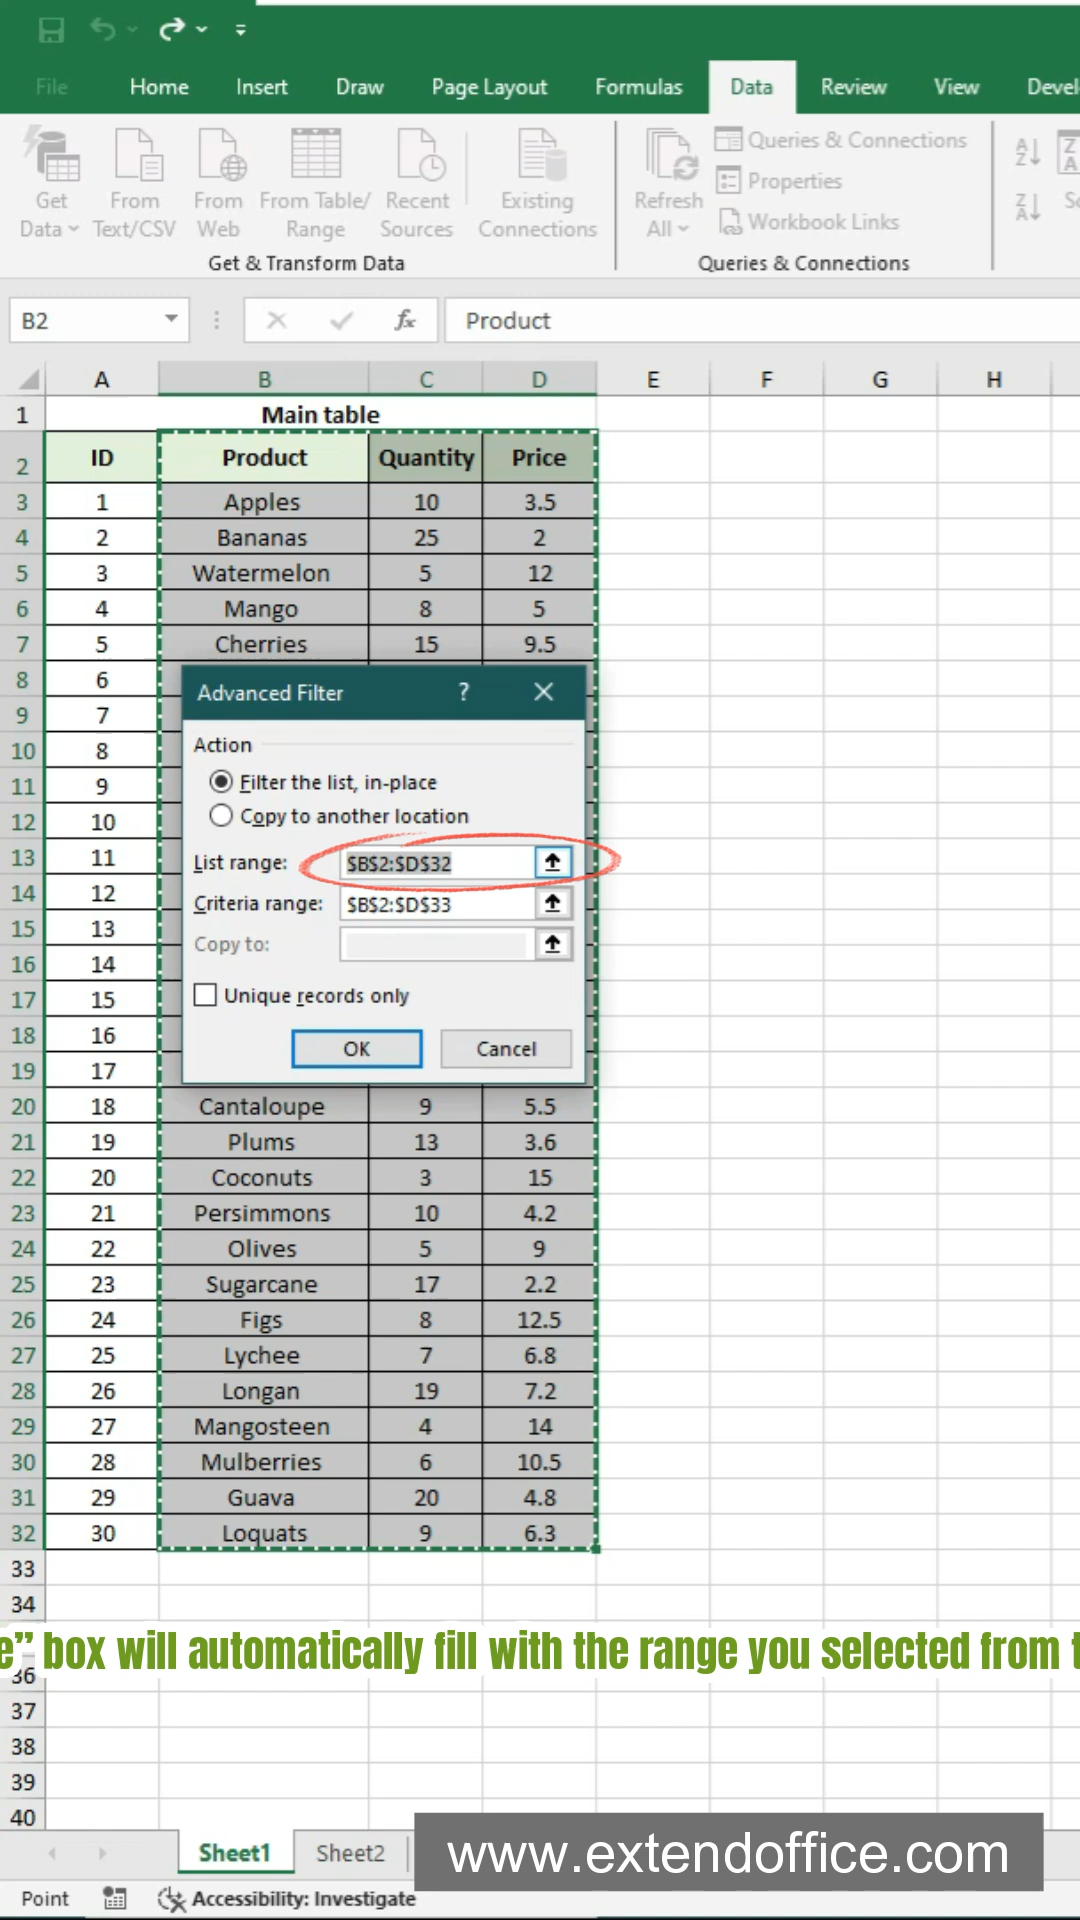 File Home Insert Draw Page Layout Formulas Data Review View Devel
Get Data From Text/CSV From Web From Table/ Range Recent Sources Existing Connections Refresh All Queries & Connections Properties Workbook Links
Get & Transform Data Queries & Connections
B2 fx Product
A B C D E F G H
1 Main table
2 ID Product Quantity Price
3 1 Apples 10 3.5
4 2 Bananas 25 2
5 3 Watermelon 5 12
6 4 Mango 8 5
7 5 Cherries 15 9.5
8 6
9 7
10 8
11 9
12 10
13 11
14 12
15 13
16 14
17 15
18 16
19 17
Advanced Filter ?
Action
Filter the list, in-place
Copy to another location
List range: $B$2:$D$32
Criteria range: $B$2:$D$33
Copy to:
Unique records only
OK Cancel
20 18 Cantaloupe 9 5.5
21 19 Plums 13 3.6
22 20 Coconuts 3 15
23 21 Persimmons 10 4.2
24 22 Olives 5 9
25 23 Sugarcane 17 2.2
26 24 Figs 8 12.5
27 25 Lychee 7 6.8
28 26 Longan 19 7.2
29 27 Mangosteen 4 14
30 28 Mulberries 6 10.5
31 29 Guava 20 4.8
32 30 Loquats 9 6.3
33
34
e” box will automatically fill with the range you selected from t
36
37
38
39
40
Sheet1 Sheet2
www.extendoffice.com
Point Accessibility: Investigate